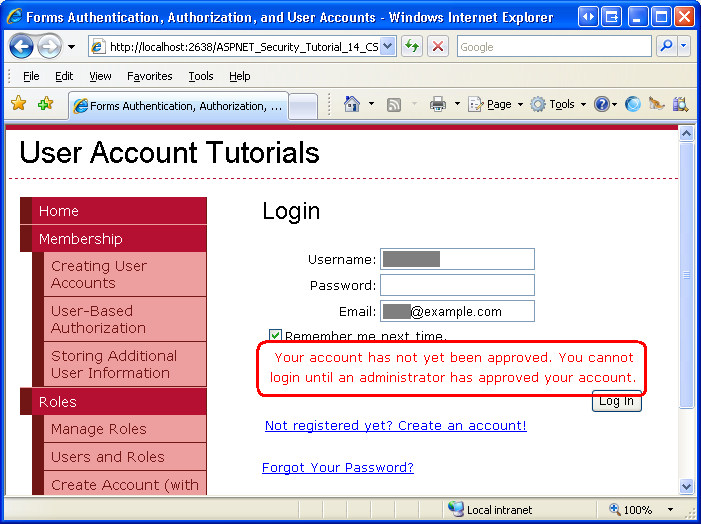 Forms Authentication, Authorization, and User Accounts - Windows Internet Explorer
http://localhost:2638/ASPNET_Security_Tutorial_14_CS
Google
File Edit View Favorites Tools Help
Forms Authentication, Authorization, ...
Page Tools
User Account Tutorials
Home
Membership
Creating User
Accounts
User-Based
Authorization
Storing Additional
User Information
Roles
Manage Roles
Users and Roles
Create Account (with
Login
Username:
Password:
Email: @example.com
Remember me next time.
Your account has not yet been approved. You cannot
login until an administrator has approved your account.
Log In
Not registered yet? Create an account!
Forgot Your Password?
Local intranet
100%